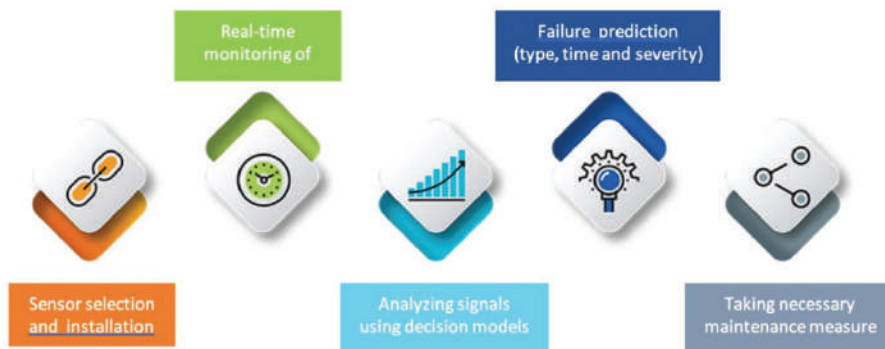 Real-time
monitoring of
Failure prediction
(type, time and severity)
Sensor selection
and installation
Analyzing signals
using decision models
Taking necessary
maintenance measure